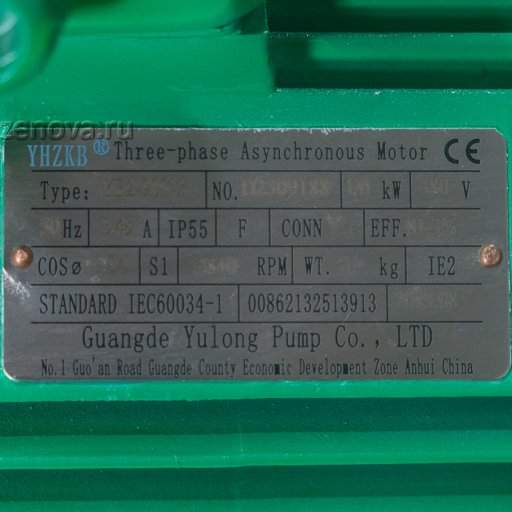 zenova.ru
YHZKB® Three-phase Asynchronous Motor CE
Type: NO. kW V
50 Hz A IP55 F CONN EFF.
COSø S1 RPM WT. kg IE2
STANDARD IEC60034-1 00862132513913
Guangde Yulong Pump Co., LTD
No.1 Guo'an Road Guangde County Economic Development Zone Anhui China